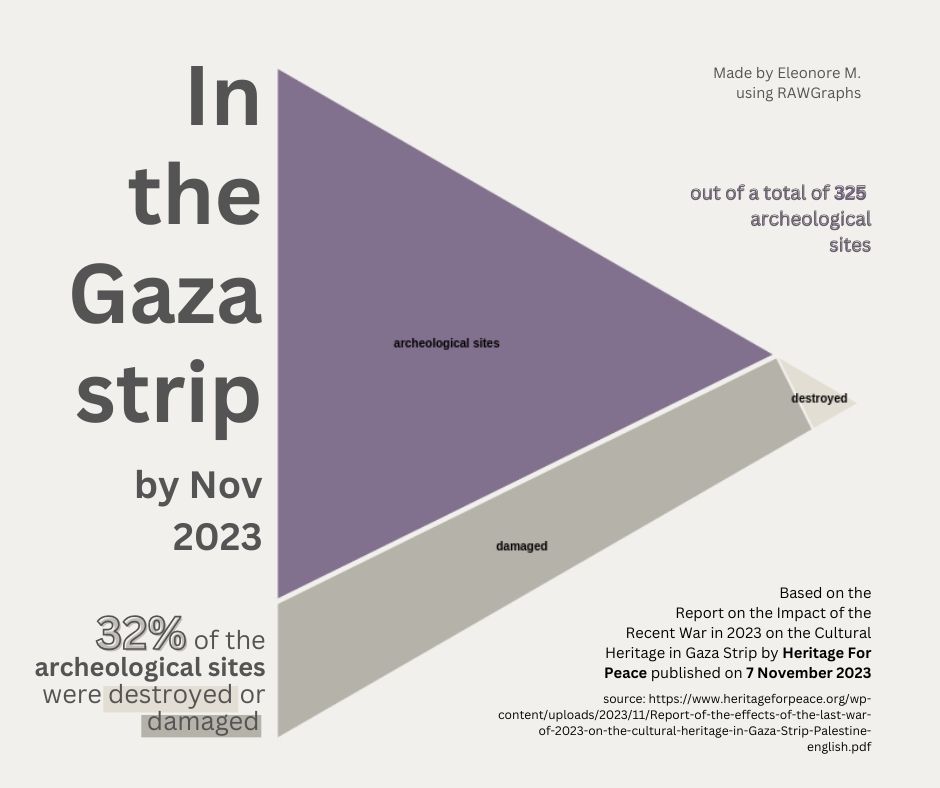 In
the
Gaza
strip
by Nov
2023
32% of the
archeological sites
were destroyed or
damaged
archeological sites
damaged
destroyed
Made by Eleonore M.
using RAWGraphs
out of a total of 325
archeological
sites
Based on the
Report on the Impact of the
Recent War in 2023 on the Cultural
Heritage in Gaza Strip by Heritage For
Peace published on 7 November 2023
source: https://www.heritageforpeace.org/wp-
content/uploads/2023/11/Report-of-the-effects-of-the-last-war-
of-2023-on-the-cultural-heritage-in-Gaza-Strip-Palestine-
english.pdf